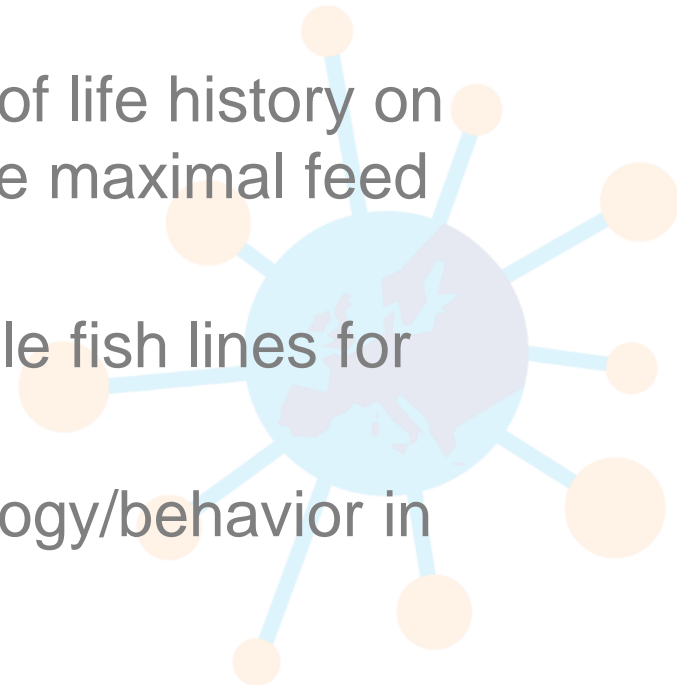 of life history on
e maximal feed
le fish lines for
ogy/behavior in